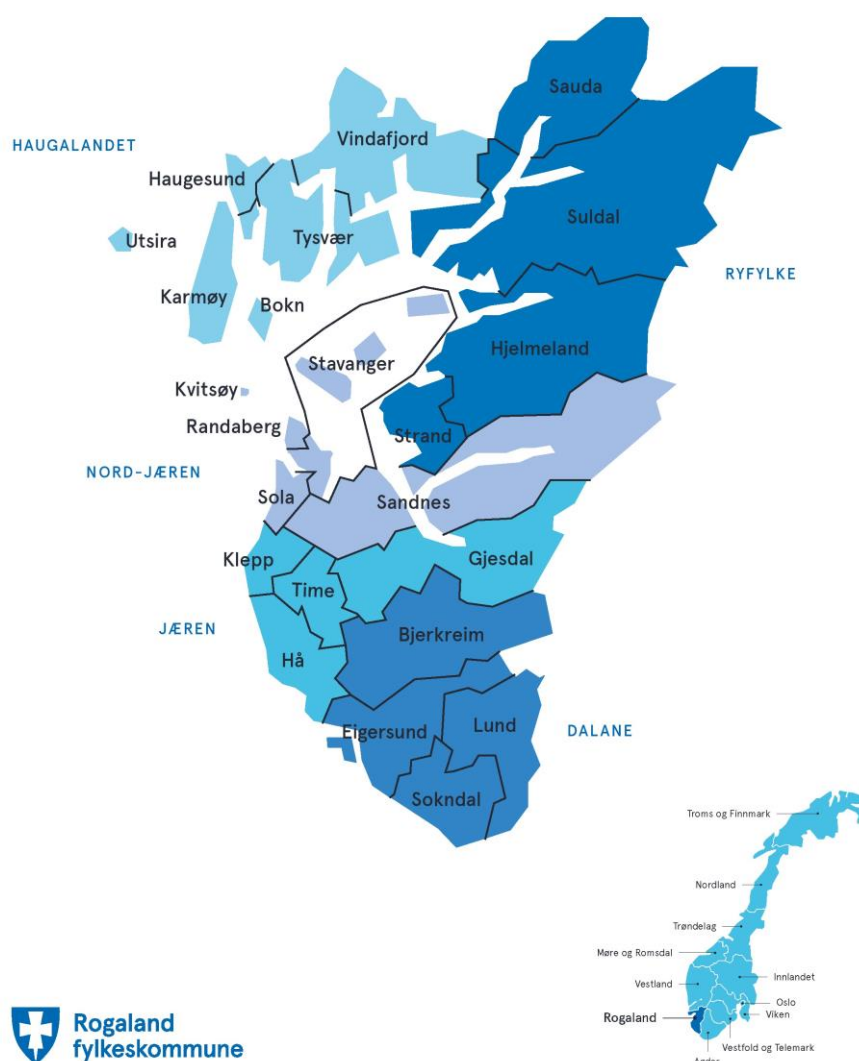 Sauda
Vindafjord
HAUGALANDET
Haugesund
Suldal
Utsira
Tysvær
RYFYLKE
Karmøy
Bokn
Hjelmeland
Stavanger
Kvitsøy
Randaberg
Strand
NORD-JÆREN
Sola
Sandnes
Klepp
Gjesdal
Time
JÆREN
Bjerkreim
Hå
Eigersund
Lund
DALANE
Sokndal
Troms og Finnmark
Nordland
Trøndelag
Møre og Romsdal
Innlandet
Vestland
Oslo
Viken
Rogaland
Vestfold og Telemark
Rogaland
fylkeskommune